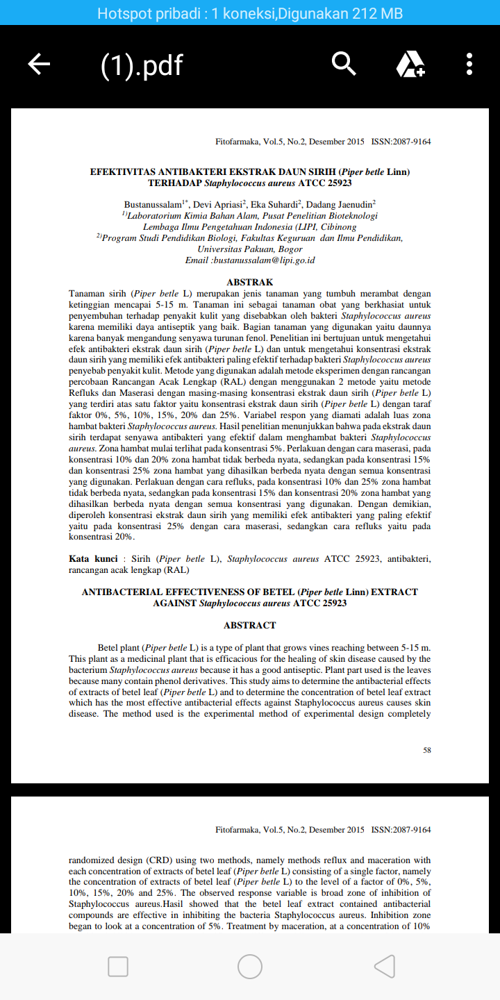 Hotspot pribadi : 1 koneksi,Digunakan 212 MB
(1).pdf
Fitofarmaka, Vol.5, No.2, Desember 2015 ISSN:2087-9164
EFEKTIVITAS ANTIBAKTERI EKSTRAK DAUN SIRIH (Piper betle Linn)
TERHADAP Staphylococcus aureus ATCC 25923
Bustanussalam1*, Devi Apriasi2, Eka Suhardi2, Dadang Jaenudin2
1)Laboratorium Kimia Bahan Alam, Pusat Penelitian Bioteknologi
Lembaga Ilmu Pengetahuan Indonesia (LIPI, Cibinong
2)Program Studi Pendidikan Biologi, Fakultas Keguruan dan Ilmu Pendidikan,
Universitas Pakuan, Bogor
Email :bustanussalam@lipi.go.id
ABSTRAK
Tanaman sirih (Piper betle L) merupakan jenis tanaman yang tumbuh merambat dengan
ketinggian mencapai 5-15 m. Tanaman ini sebagai tanaman obat yang berkhasiat untuk
penyembuhan terhadap penyakit kulit yang disebabkan oleh bakteri Staphylococcus aureus
karena memiliki daya antiseptik yang baik. Bagian tanaman yang digunakan yaitu daunnya
karena banyak mengandung senyawa turunan fenol. Penelitian ini bertujuan untuk mengetahui
efek antibakteri ekstrak daun sirih (Piper betle L) dan untuk mengetahui konsentrasi ekstrak
daun sirih yang memiliki efek antibakteri paling efektif terhadap bakteri Staphylococcus aureus
penyebab penyakit kulit. Metode yang digunakan adalah metode eksperimen dengan rancangan
percobaan Rancangan Acak Lengkap (RAL) dengan menggunakan 2 metode yaitu metode
Refluks dan Maserasi dengan masing-masing konsentrasi ekstrak daun sirih (Piper betle L)
yang terdiri atas satu faktor yaitu konsentrasi ekstrak daun sirih (Piper betle L) dengan taraf
faktor 0%, 5%, 10%, 15%, 20% dan 25%. Variabel respon yang diamati adalah luas zona
hambat bakteri Staphylococcus aureus. Hasil penelitian menunjukkan bahwa pada ekstrak daun
sirih terdapat senyawa antibakteri yang efektif dalam menghambat bakteri Staphylococcus
aureus. Zona hambat mulai terlihat pada konsentrasi 5%. Perlakuan dengan cara maserasi, pada
konsentrasi 10% dan 20% zona hambat tidak berbeda nyata, sedangkan pada konsentrasi 15%
dan konsentrasi 25% zona hambat yang dihasilkan berbeda nyata dengan semua konsentrasi
yang digunakan. Perlakuan dengan cara refluks, pada konsentrasi 10% dan 25% zona hambat
tidak berbeda nyata, sedangkan pada konsentrasi 15% dan konsentrasi 20% zona hambat yang
dihasilkan berbeda nyata dengan semua konsentrasi yang digunakan. Dengan demikian,
diperoleh konsentrasi ekstrak daun sirih yang memiliki efek antibakteri yang paling efektif
yaitu pada konsentrasi 25% dengan cara maserasi, sedangkan cara refluks yaitu pada
konsentrasi 20%.
Kata kunci : Sirih (Piper betle L), Staphylococcus aureus ATCC 25923, antibakteri,
rancangan acak lengkap (RAL)
ANTIBACTERIAL EFFECTIVENESS OF BETEL (Piper betle Linn) EXTRACT
AGAINST Staphylococcus aureus ATCC 25923
ABSTRACT
Betel plant (Piper betle L) is a type of plant that grows vines reaching between 5-15 m.
This plant as a medicinal plant that is efficacious for the healing of skin disease caused by the
bacterium Staphylococcus aureus because it has a good antiseptic. Plant part used is the leaves
because many contain phenol derivatives. This study aims to determine the antibacterial effects
of extracts of betel leaf (Piper betle L) and to determine the concentration of betel leaf extract
which has the most effective antibacterial effects against Staphylococcus aureus causes skin
disease. The method used is the experimental method of experimental design completely
58
Fitofarmaka, Vol.5, No.2, Desember 2015 ISSN:2087-9164
randomized design (CRD) using two methods, namely methods reflux and maceration with
each concentration of extracts of betel leaf (Piper betle L) consisting of a single factor, namely
the concentration of extracts of betel leaf (Piper betle L) to the level of a factor of 0%, 5%,
10%, 15%, 20% and 25%. The observed response variable is broad zone of inhibition of
Staphylococcus aureus.Hasil showed that the betel leaf extract contained antibacterial
compounds are effective in inhibiting the bacteria Staphylococcus aureus. Inhibition zone
began to look at a concentration of 5%. Treatment by maceration, at a concentration of 10%